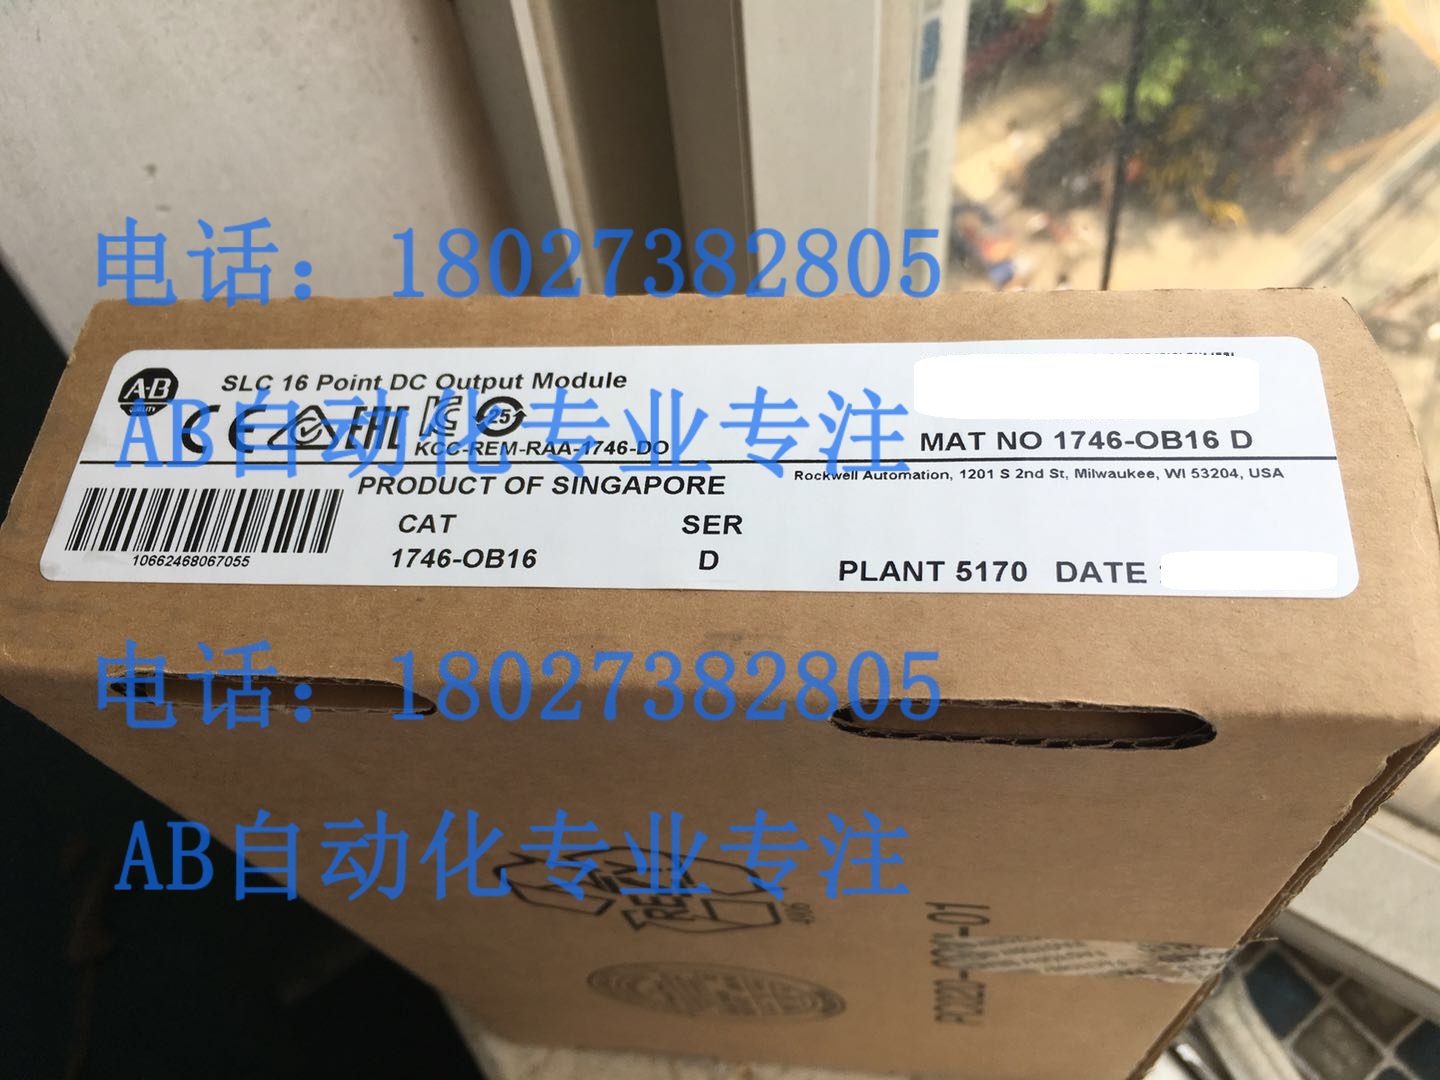 电话：18027382805
A-B
QUALITY
SLC 16 Point DC Output Module
25
AB自动化专业专注
KCC-REM-RAA-1746-DO
MAT NO 1746-OB16 D
PRODUCT OF SINGAPORE
Rockwell Automation, 1201 S 2nd St, Milwaukee, WI 53204, USA
CAT
SER
10662468067055
1746-OB16
D
PLANT 5170 DATE
电话：18027382805
AB自动化专业专注